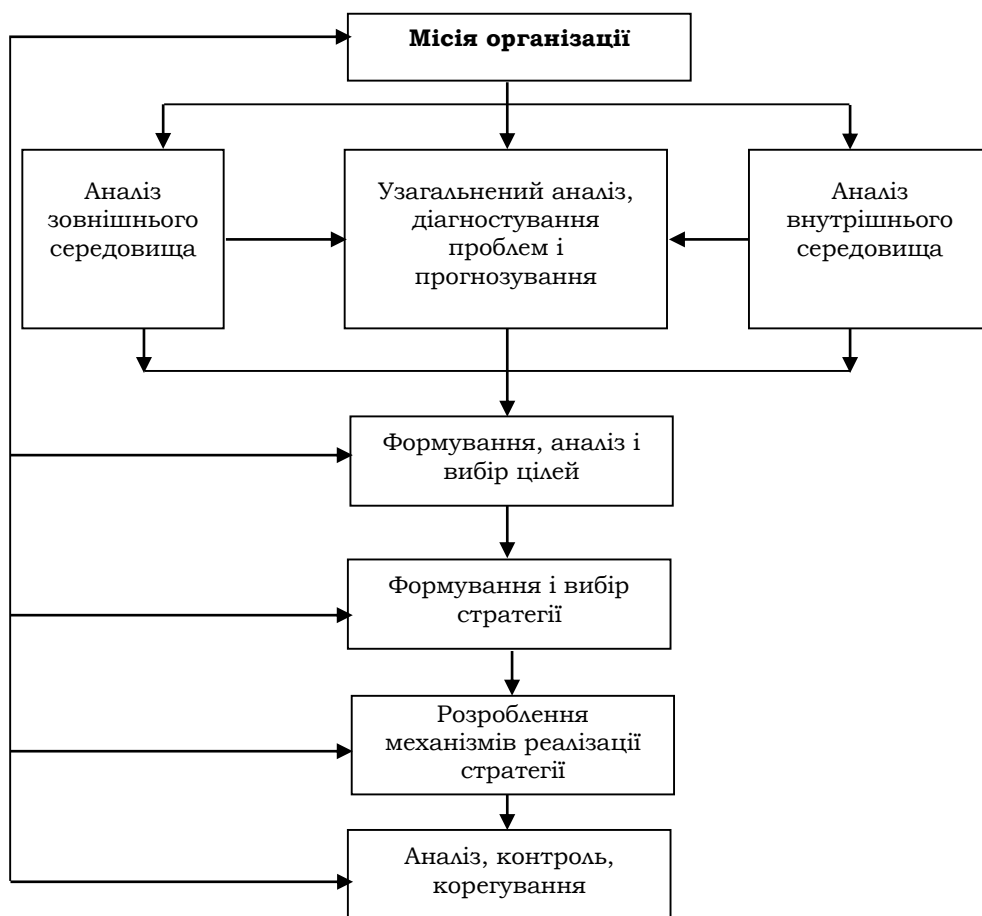 Місія організації
Аналіз
зовнішнього
середовища
Узагальнений аналіз,
діагностування
проблем і
прогнозування
Аналіз
внутрішнього
середовища
Формування, аналіз і
вибір цілей
Формування і вибір
стратегії
Розроблення
механізмів реалізації
стратегії
Аналіз, контроль,
корегування